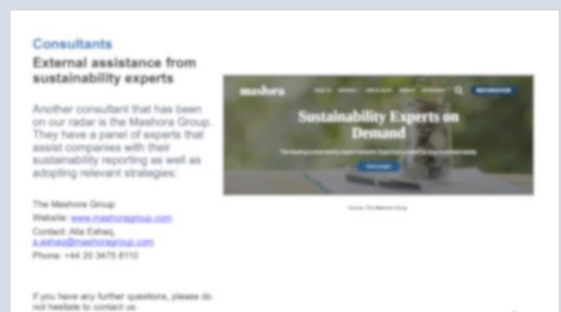 Consultants
External assistance from
sustainability experts
Another consultant that has been
on our radar is the Mashora Group.
They have a panel of experts that
assist companies with their
sustainability reporting as well as
adopting relevant strategies:
The Mashora Group
Website: www.mashoragroup.com
Contact: Alia Eshaq,
a.eshaq@mashoragroup.com
Phone: +44 20 3475 8110
If you have any further questions, please do
not hesitate to contact us.
mashora
Sustainability Experts on
Demand
Source: The Mashora Group